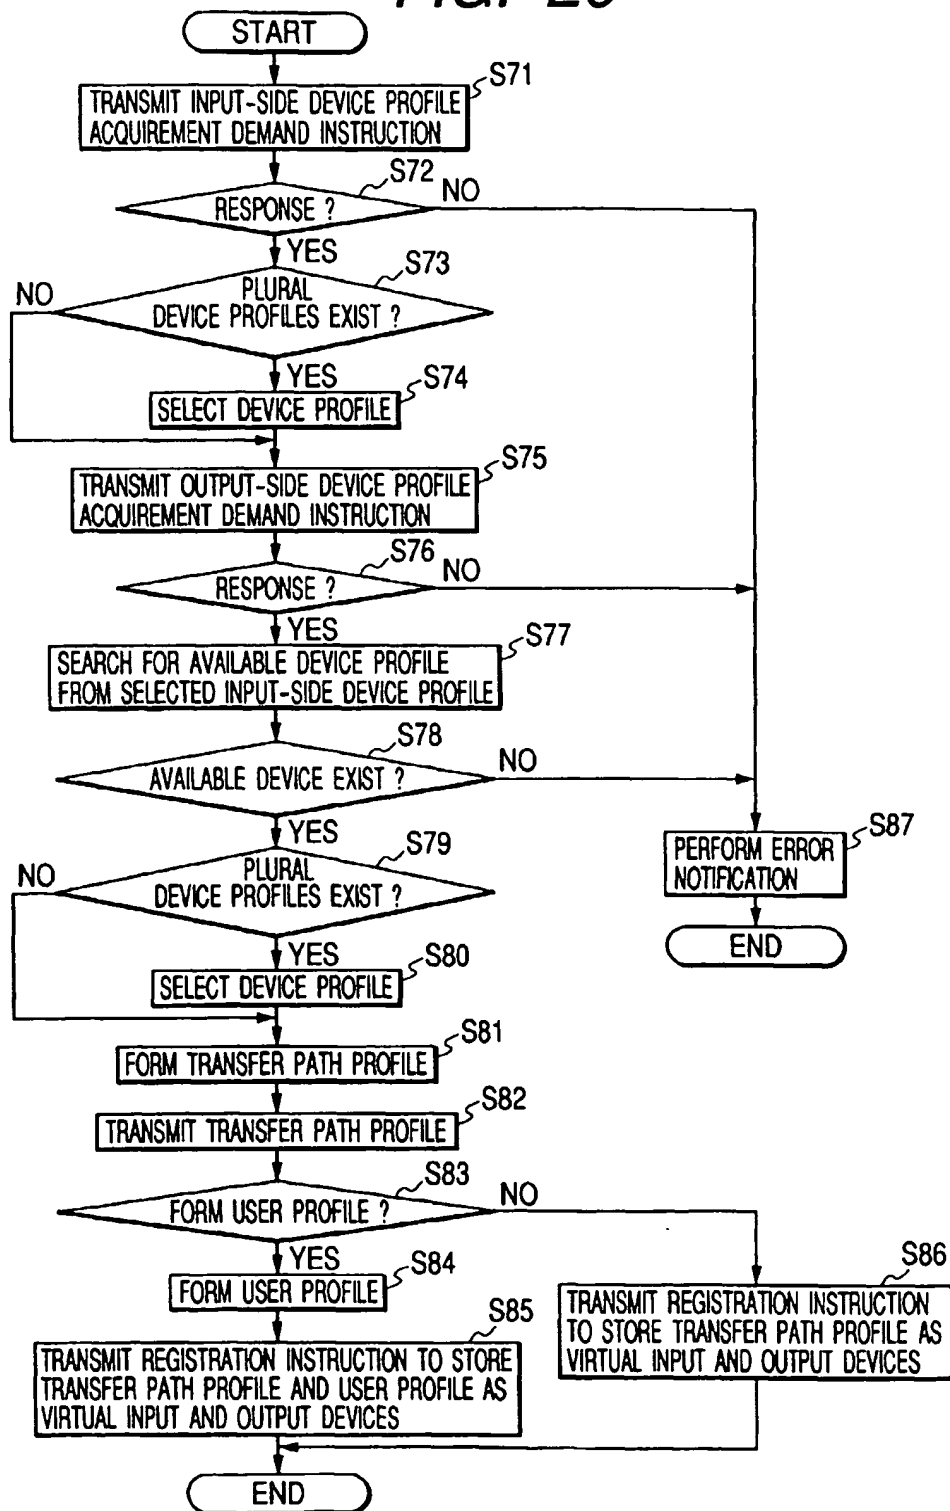 START
S71
TRANSMIT INPUT-SIDE DEVICE PROFILE
ACQUIREMENT DEMAND INSTRUCTION
S72
RESPONSE ?
NO
YES
S73
NO
PLURAL
DEVICE PROFILES EXIST ?
YES
S74
SELECT DEVICE PROFILE
S75
TRANSMIT OUTPUT-SIDE DEVICE PROFILE
ACQUIREMENT DEMAND INSTRUCTION
S76
RESPONSE ?
NO
YES
S77
SEARCH FOR AVAILABLE DEVICE PROFILE
FROM SELECTED INPUT-SIDE DEVICE PROFILE
S78
AVAILABLE DEVICE EXIST ?
NO
YES
S79
NO
PLURAL
DEVICE PROFILES EXIST ?
S87
PERFORM ERROR
NOTIFICATION
END
YES
S80
SELECT DEVICE PROFILE
S81
FORM TRANSFER PATH PROFILE
S82
TRANSMIT TRANSFER PATH PROFILE
S83
FORM USER PROFILE ?
NO
YES
S84
FORM USER PROFILE
S86
TRANSMIT REGISTRATION INSTRUCTION
TO STORE TRANSFER PATH PROFILE AS
VIRTUAL INPUT AND OUTPUT DEVICES
S85
TRANSMIT REGISTRATION INSTRUCTION TO STORE
TRANSFER PATH PROFILE AND USER PROFILE AS
VIRTUAL INPUT AND OUTPUT DEVICES
END